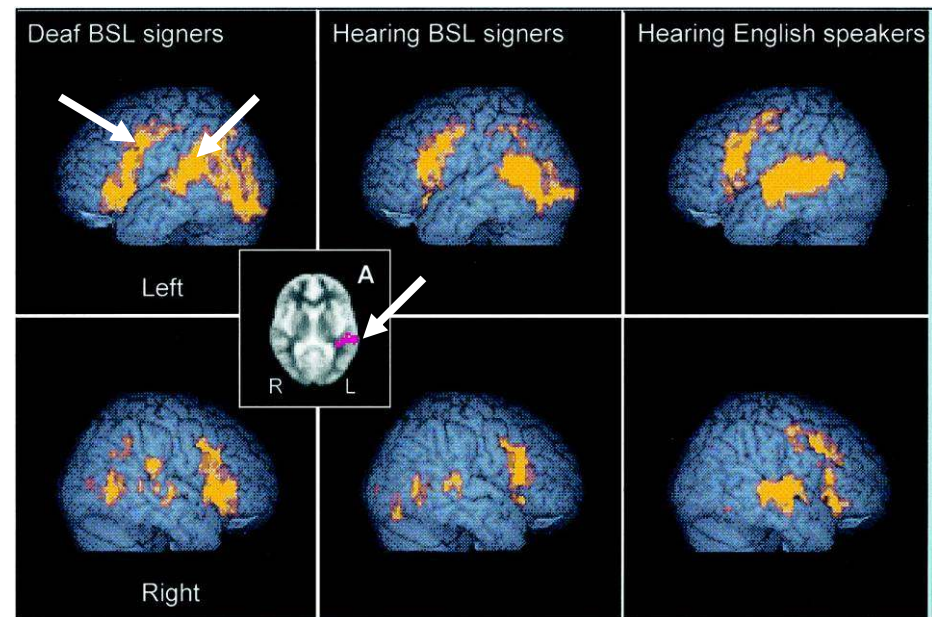 Deaf BSL signers
Hearing BSL signers
Hearing English speakers
Left
A
R
L
Right